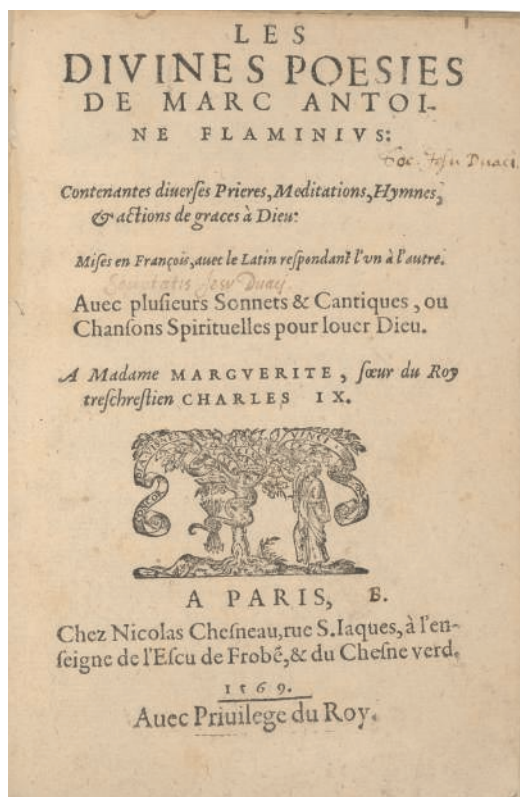 LES
DIVINES POESIES
DE MARC ANTOI-
NE FLAMINIVS:
Soc. Jesu Duaci.
Contenantes diuerſes Prieres, Meditations, Hymnes,
& actions de graces à Dieu:
Miſes en François, auec le Latin reſpondant l'vn à l'autre.
Societatis Jesu Duaci.
Auec pluſieurs Sonnets & Cantiques, ou
Chanſons Spirituelles pour louer Dieu.
A Madame MARGVERITE, ſœur du Roy
treſchreſtien CHARLES IX.
A PARIS, B.
Chez Nicolas Cheſneau, rue S. Iaques, à l'en-
ſeigne de l'Eſcu de Frobé, & du Cheſne verd.
1569.
Auec Priuilege du Roy.